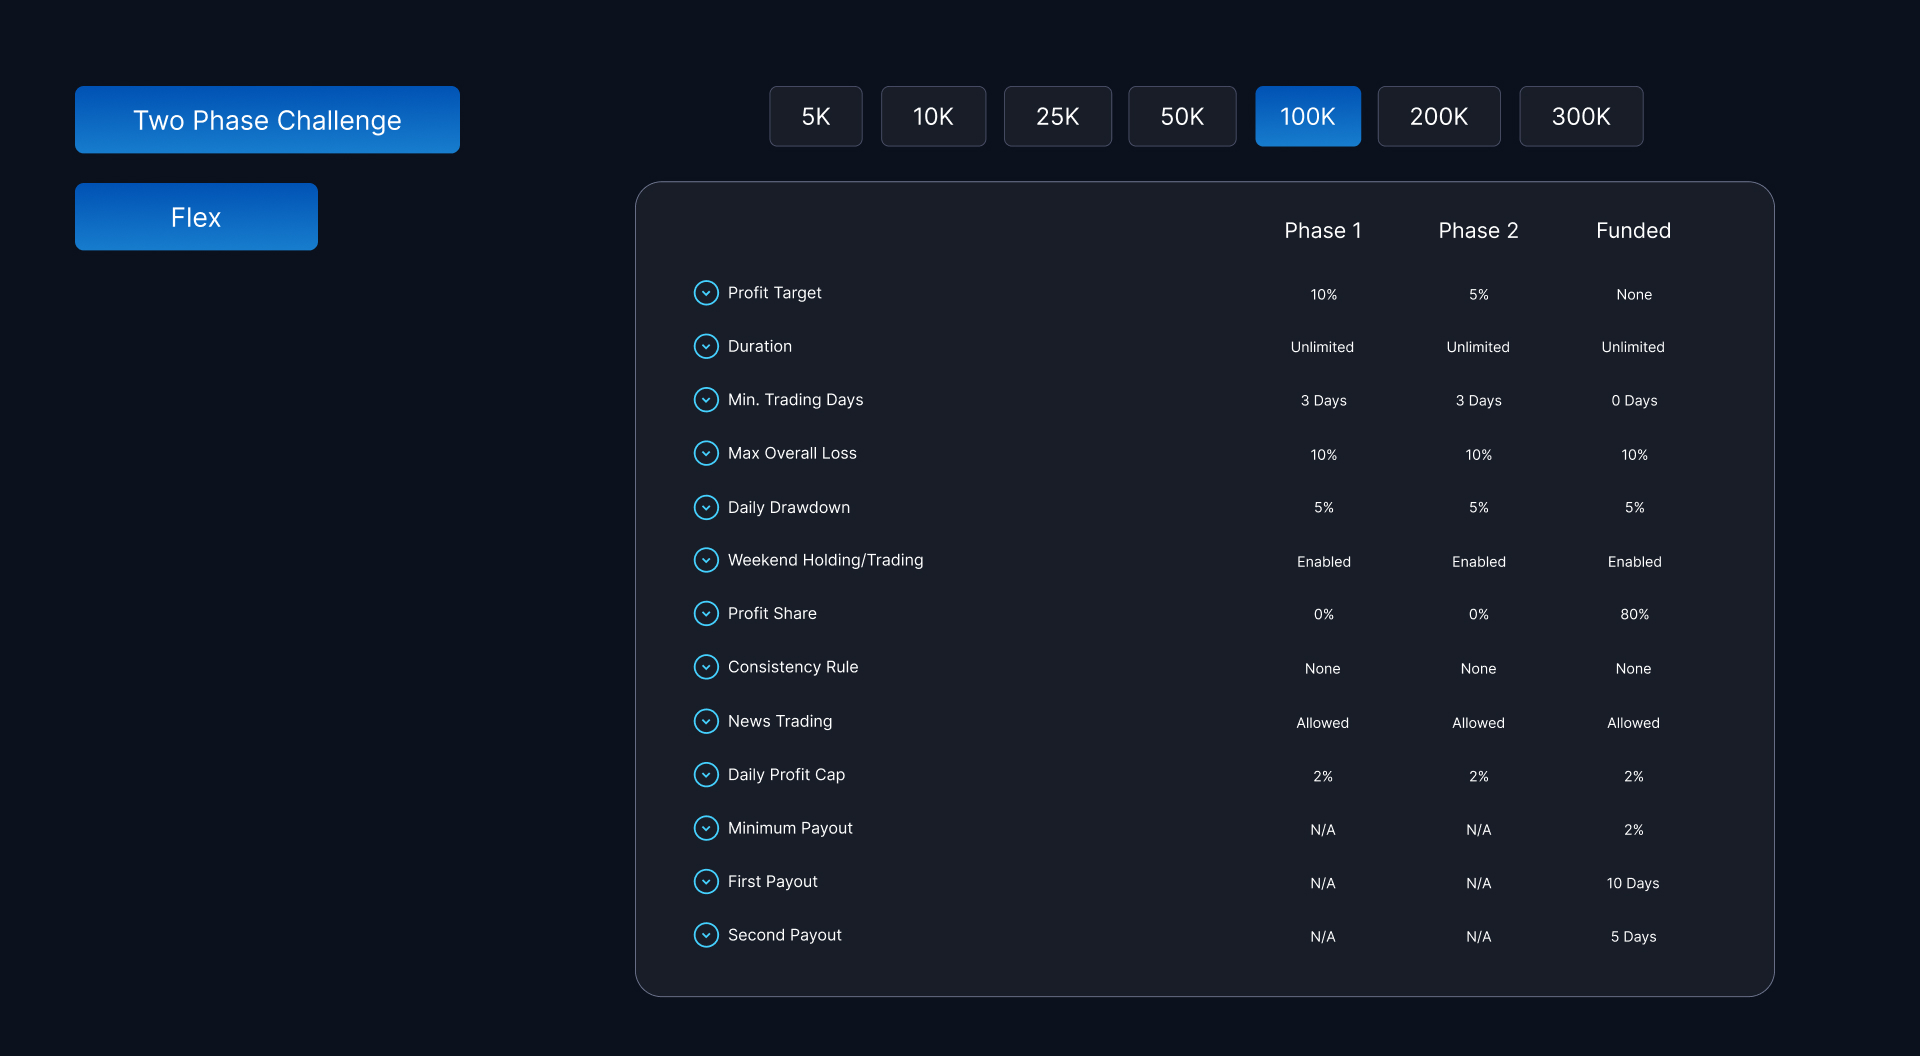 Two Phase Challenge
Flex
5K 10K 25K 50K 100K 200K 300K
Phase 1 Phase 2 Funded
Profit Target 10% 5% None
Duration Unlimited Unlimited Unlimited
Min. Trading Days 3 Days 3 Days 0 Days
Max Overall Loss 10% 10% 10%
Daily Drawdown 5% 5% 5%
Weekend Holding/Trading Enabled Enabled Enabled
Profit Share 0% 0% 80%
Consistency Rule None None None
News Trading Allowed Allowed Allowed
Daily Profit Cap 2% 2% 2%
Minimum Payout N/A N/A 2%
First Payout N/A N/A 10 Days
Second Payout N/A N/A 5 Days